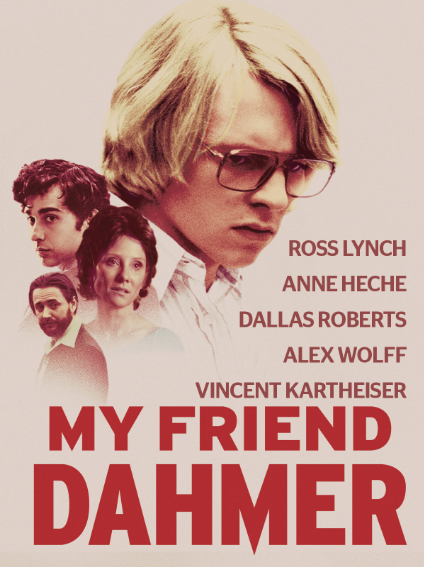 ROSS LYNCH
ANNE HECHE
DALLAS ROBERTS
ALEX WOLFF
VINCENT KARTHEISER
MY FRIEND
DAHMER